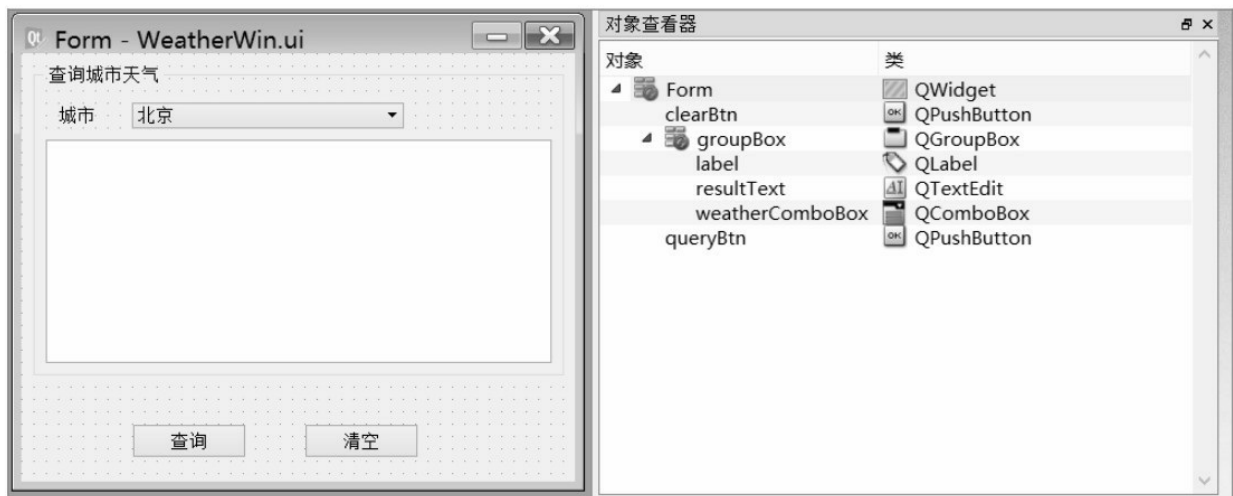 Form - WeatherWin.ui
查询城市天气
城市 北京
查询 清空
对象查看器
对象 类
Form QWidget
clearBtn QPushButton
groupBox QGroupBox
label QLabel
resultText QTextEdit
weatherComboBox QComboBox
queryBtn QPushButton